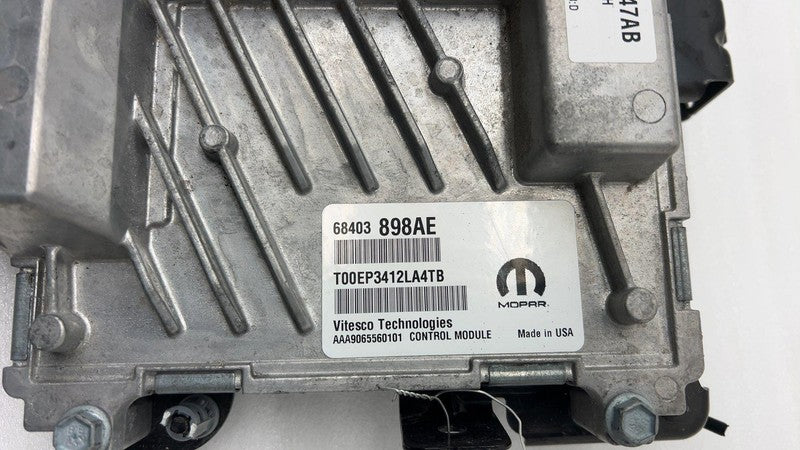 47AB
68403 898AE
T00EP3412LA4TB
MOPAR
Vitesco Technologies
AAA9065560101 CONTROL MODULE Made in USA